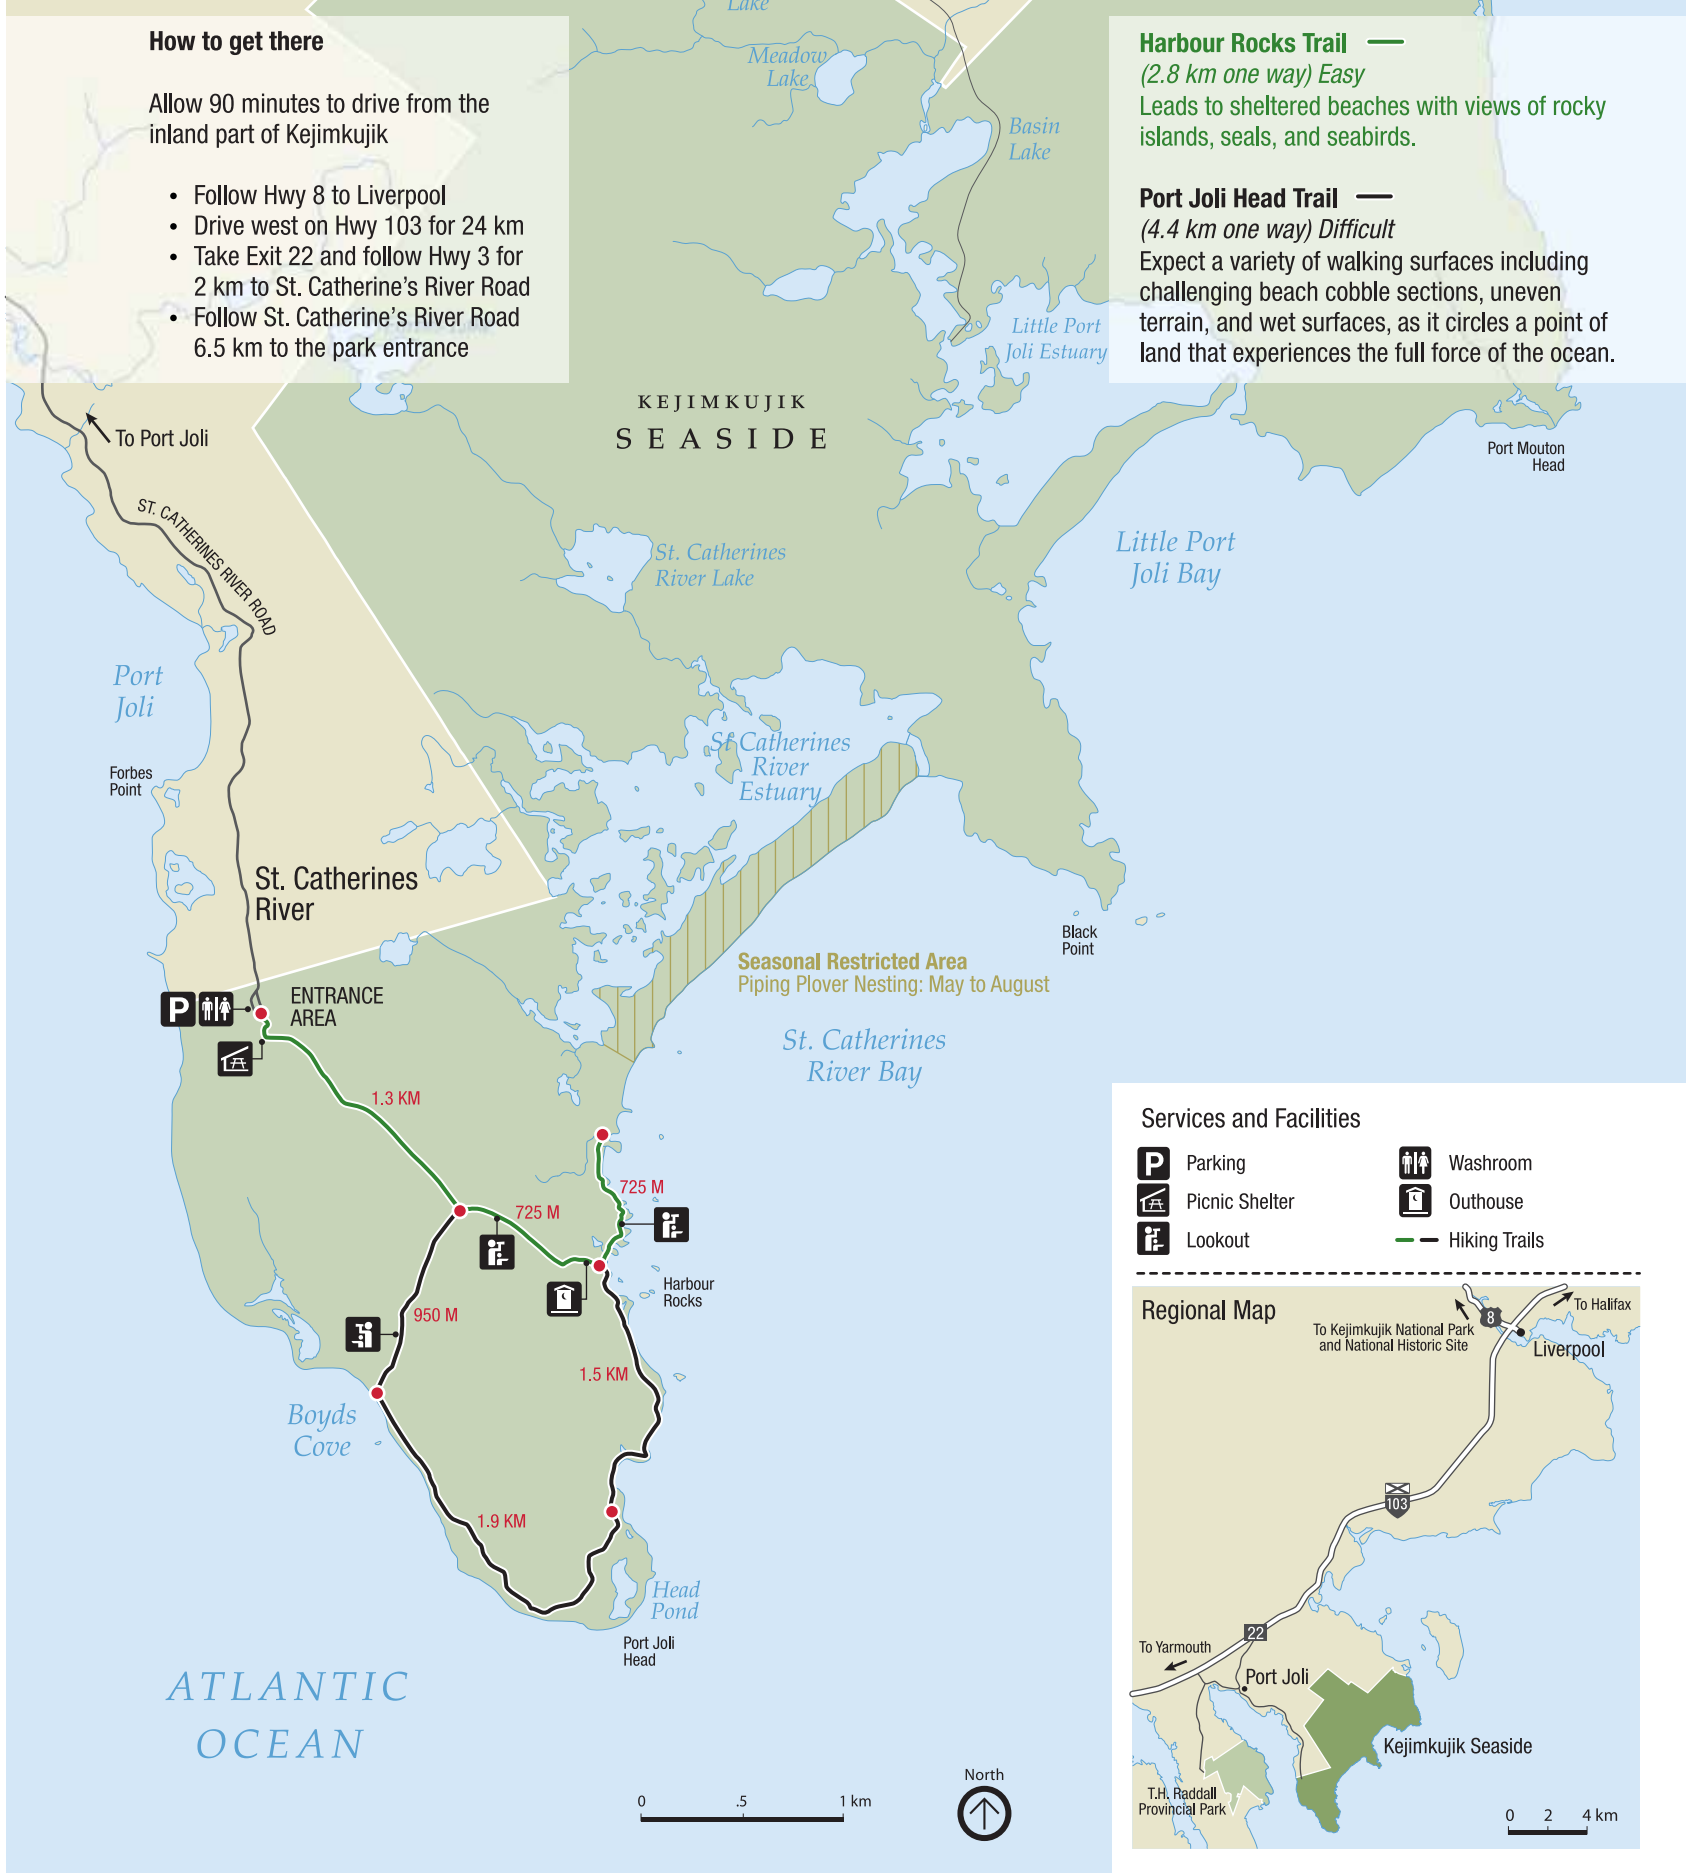 How to get there
Allow 90 minutes to drive from the
inland part of Kejimkujik
• Follow Hwy 8 to Liverpool
• Drive west on Hwy 103 for 24 km
• Take Exit 22 and follow Hwy 3 for
2 km to St. Catherine's River Road
• Follow St. Catherine's River Road
6.5 km to the park entrance
Harbour Rocks Trail
(2.8 km one way) Easy
Leads to sheltered beaches with views of rocky
islands, seals, and seabirds.
Port Joli Head Trail
(4.4 km one way) Difficult
Expect a variety of walking surfaces including
challenging beach cobble sections, uneven
terrain, and wet surfaces, as it circles a point of
land that experiences the full force of the ocean.
Lake
Meadow
Lake
Basin
Lake
Little Port
Joli Estuary
KEJIMKUJIK
SEASIDE
To Port Joli
ST. CATHERINES RIVER ROAD
Port Mouton
Head
St. Catherines
River Lake
Little Port
Joli Bay
Port
Joli
Forbes
Point
St Catherines
River
Estuary
St. Catherines
River
Black
Point
Seasonal Restricted Area
Piping Plover Nesting: May to August
P
ENTRANCE
AREA
St. Catherines
River Bay
1.3 KM
725 M
725 M
Harbour
Rocks
950 M
1.5 KM
Boyds
Cove
1.9 KM
Head
Pond
Port Joli
Head
ATLANTIC
OCEAN
North
0 .5 1 km
Services and Facilities
P Parking
Washroom
Picnic Shelter
Outhouse
Lookout
Hiking Trails
Regional Map
To Halifax
8
To Kejimkujik National Park
and National Historic Site
Liverpool
103
22
To Yarmouth
Port Joli
Kejimkujik Seaside
T.H. Raddall
Provincial Park
0 2 4 km